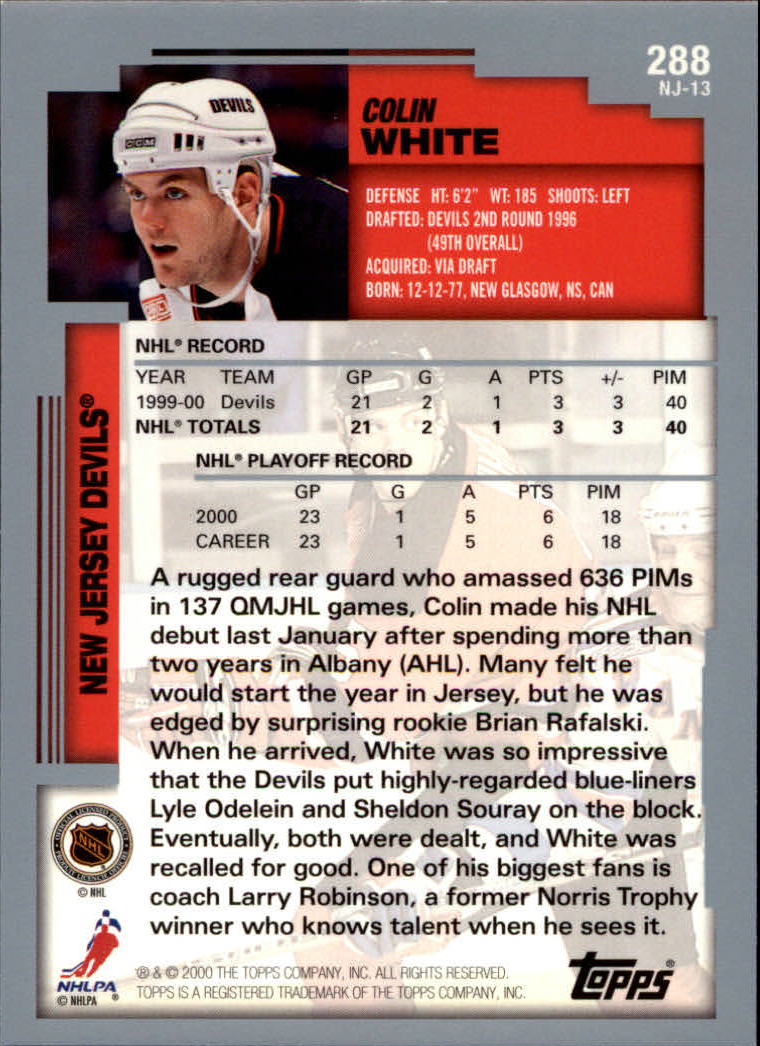 288
NJ-13
DEVILS
CCM
COLIN
WHITE
DEFENSE HT: 6'2" WT: 185 SHOOTS: LEFT
DRAFTED: DEVILS 2ND ROUND 1996
(49TH OVERALL)
ACQUIRED: VIA DRAFT
BORN: 12-12-77, NEW GLASGOW, NS, CAN
NEW JERSEY DEVILS®
NHL® RECORD
YEAR TEAM GP G A PTS +/- PIM
1999-00 Devils 21 2 1 3 3 40
NHL® TOTALS 21 2 1 3 3 40
NHL® PLAYOFF RECORD
GP G A PTS PIM
2000 23 1 5 6 18
CAREER 23 1 5 6 18
A rugged rear guard who amassed 636 PIMs
in 137 QMJHL games, Colin made his NHL
debut last January after spending more than
two years in Albany (AHL). Many felt he
would start the year in Jersey, but he was
edged by surprising rookie Brian Rafalski.
When he arrived, White was so impressive
that the Devils put highly-regarded blue-liners
Lyle Odelein and Sheldon Souray on the block.
Eventually, both were dealt, and White was
recalled for good. One of his biggest fans is
coach Larry Robinson, a former Norris Trophy
winner who knows talent when he sees it.
NHL
© NHL
NHLPA ®
© NHLPA
® & © 2000 THE TOPPS COMPANY, INC. ALL RIGHTS RESERVED.
TOPPS IS A REGISTERED TRADEMARK OF THE TOPPS COMPANY, INC.
Topps®